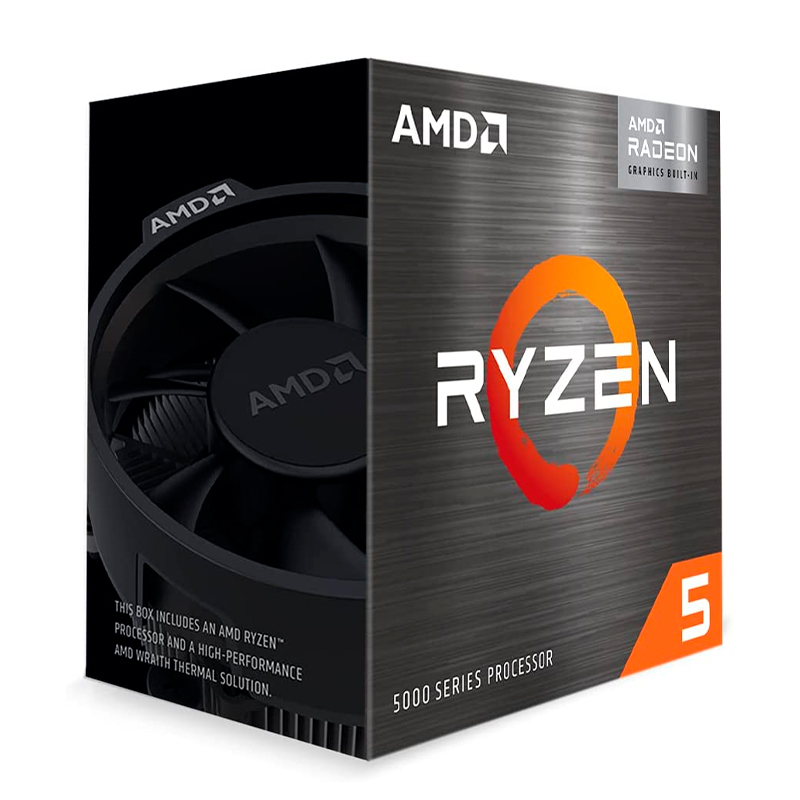 AMD
AMD
THIS BOX INCLUDES AN AMD RYZEN™
PROCESSOR AND A HIGH-PERFORMANCE
AMD WRAITH THERMAL SOLUTION.
AMD
AMD
RADEON
GRAPHICS BUILT-IN
RYZEN
5
5000 SERIES PROCESSOR